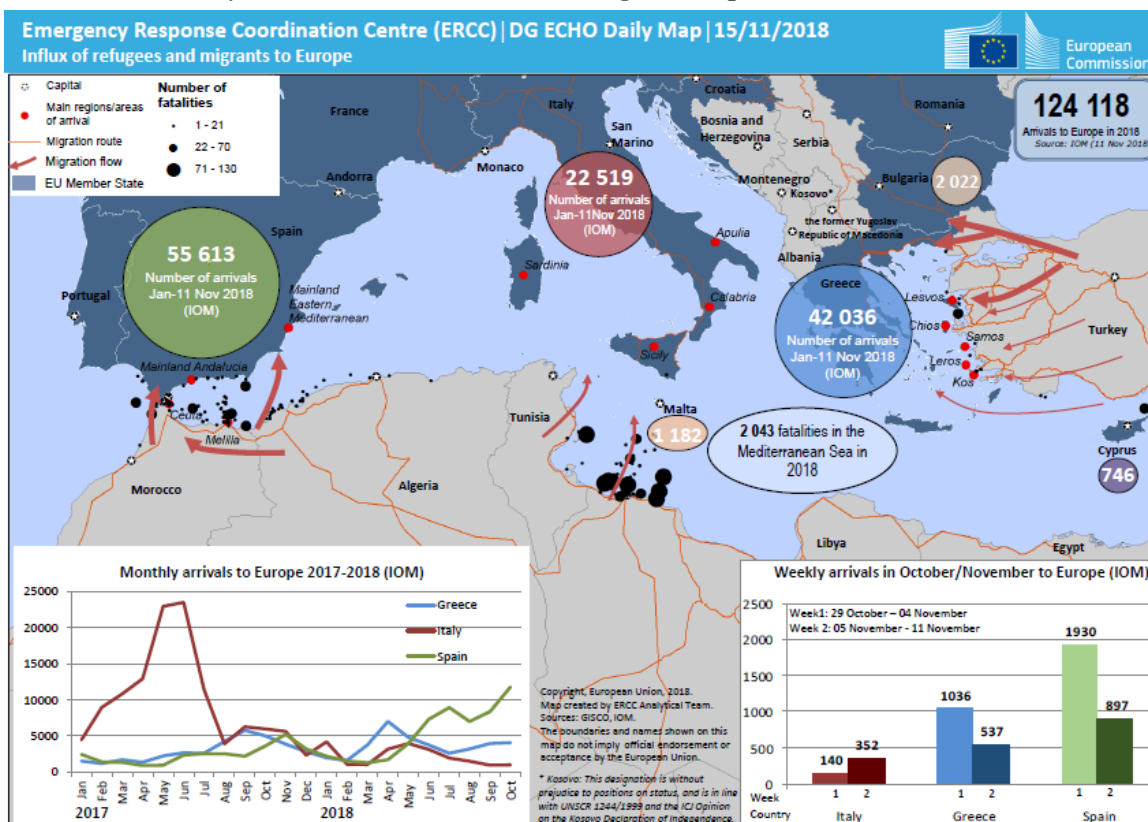 Emergency Response Coordination Centre (ERCC) | DG ECHO Daily Map | 15/11/2018
Influx of refugees and migrants to Europe
European
Commission
Capital
Main regions/areas
of arrival
Migration route
Migration flow
EU Member State
Number of
fatalities
1 - 21
22 - 70
71 - 130
124 118
Arrivals to Europe in 2018
Source: IOM (11 Nov 2018)
France
Italy
San
Marino
Monaco
Andorra
Croatia
Bosnia and
Herzegovina
Serbia
Romania
Montenegro
Kosovo*
Bulgaria
2 022
the former Yugoslav
Republic of Macedonia
Albania
22 519
Number of arrivals
Jan-11Nov 2018
(IOM)
Spain
55 613
Number of arrivals
Jan-11 Nov 2018
(IOM)
Portugal
Mainland
Eastern
Mediterranean
Mainland Andalucia
Ceuta
Melilla
Sardinia
Apulia
Calabria
Sicily
Greece
42 036
Number of arrivals
Jan-11 Nov 2018
(IOM)
Lesvos
Chios
Samos
Leros
Kos
Turkey
Tunisia
Malta
1 182
2 043 fatalities in the
Mediterranean Sea in
2018
Cyprus
746
Morocco
Algeria
Libya
Egypt
Monthly arrivals to Europe 2017-2018 (IOM)
25000
20000
15000
10000
5000
0
Greece
Italy
Spain
Jan Feb Mar Apr May Jun Jul Aug Sep Oct Nov Dec Jan Feb Mar Apr May Jun Jul Aug Sep Oct
2017 2018
Copyright, European Union, 2018.
Map created by ERCC Analytical Team.
Sources: GISCO, IOM.
The boundaries and names shown on this
map do not imply official endorsement or
acceptance by the European Union.
* Kosovo: This designation is without
prejudice to positions on status, and is in line
with UNSCR 1244/1999 and the ICJ Opinion
on the Kosovo Declaration of Independence.
Weekly arrivals in October/November to Europe (IOM)
Week1: 29 October – 04 November
Week 2: 05 November - 11 November
2500
2000
1500
1000
500
0
140
352
1036
537
1930
897
Week 1 2 1 2 1 2
Country Italy Greece Spain